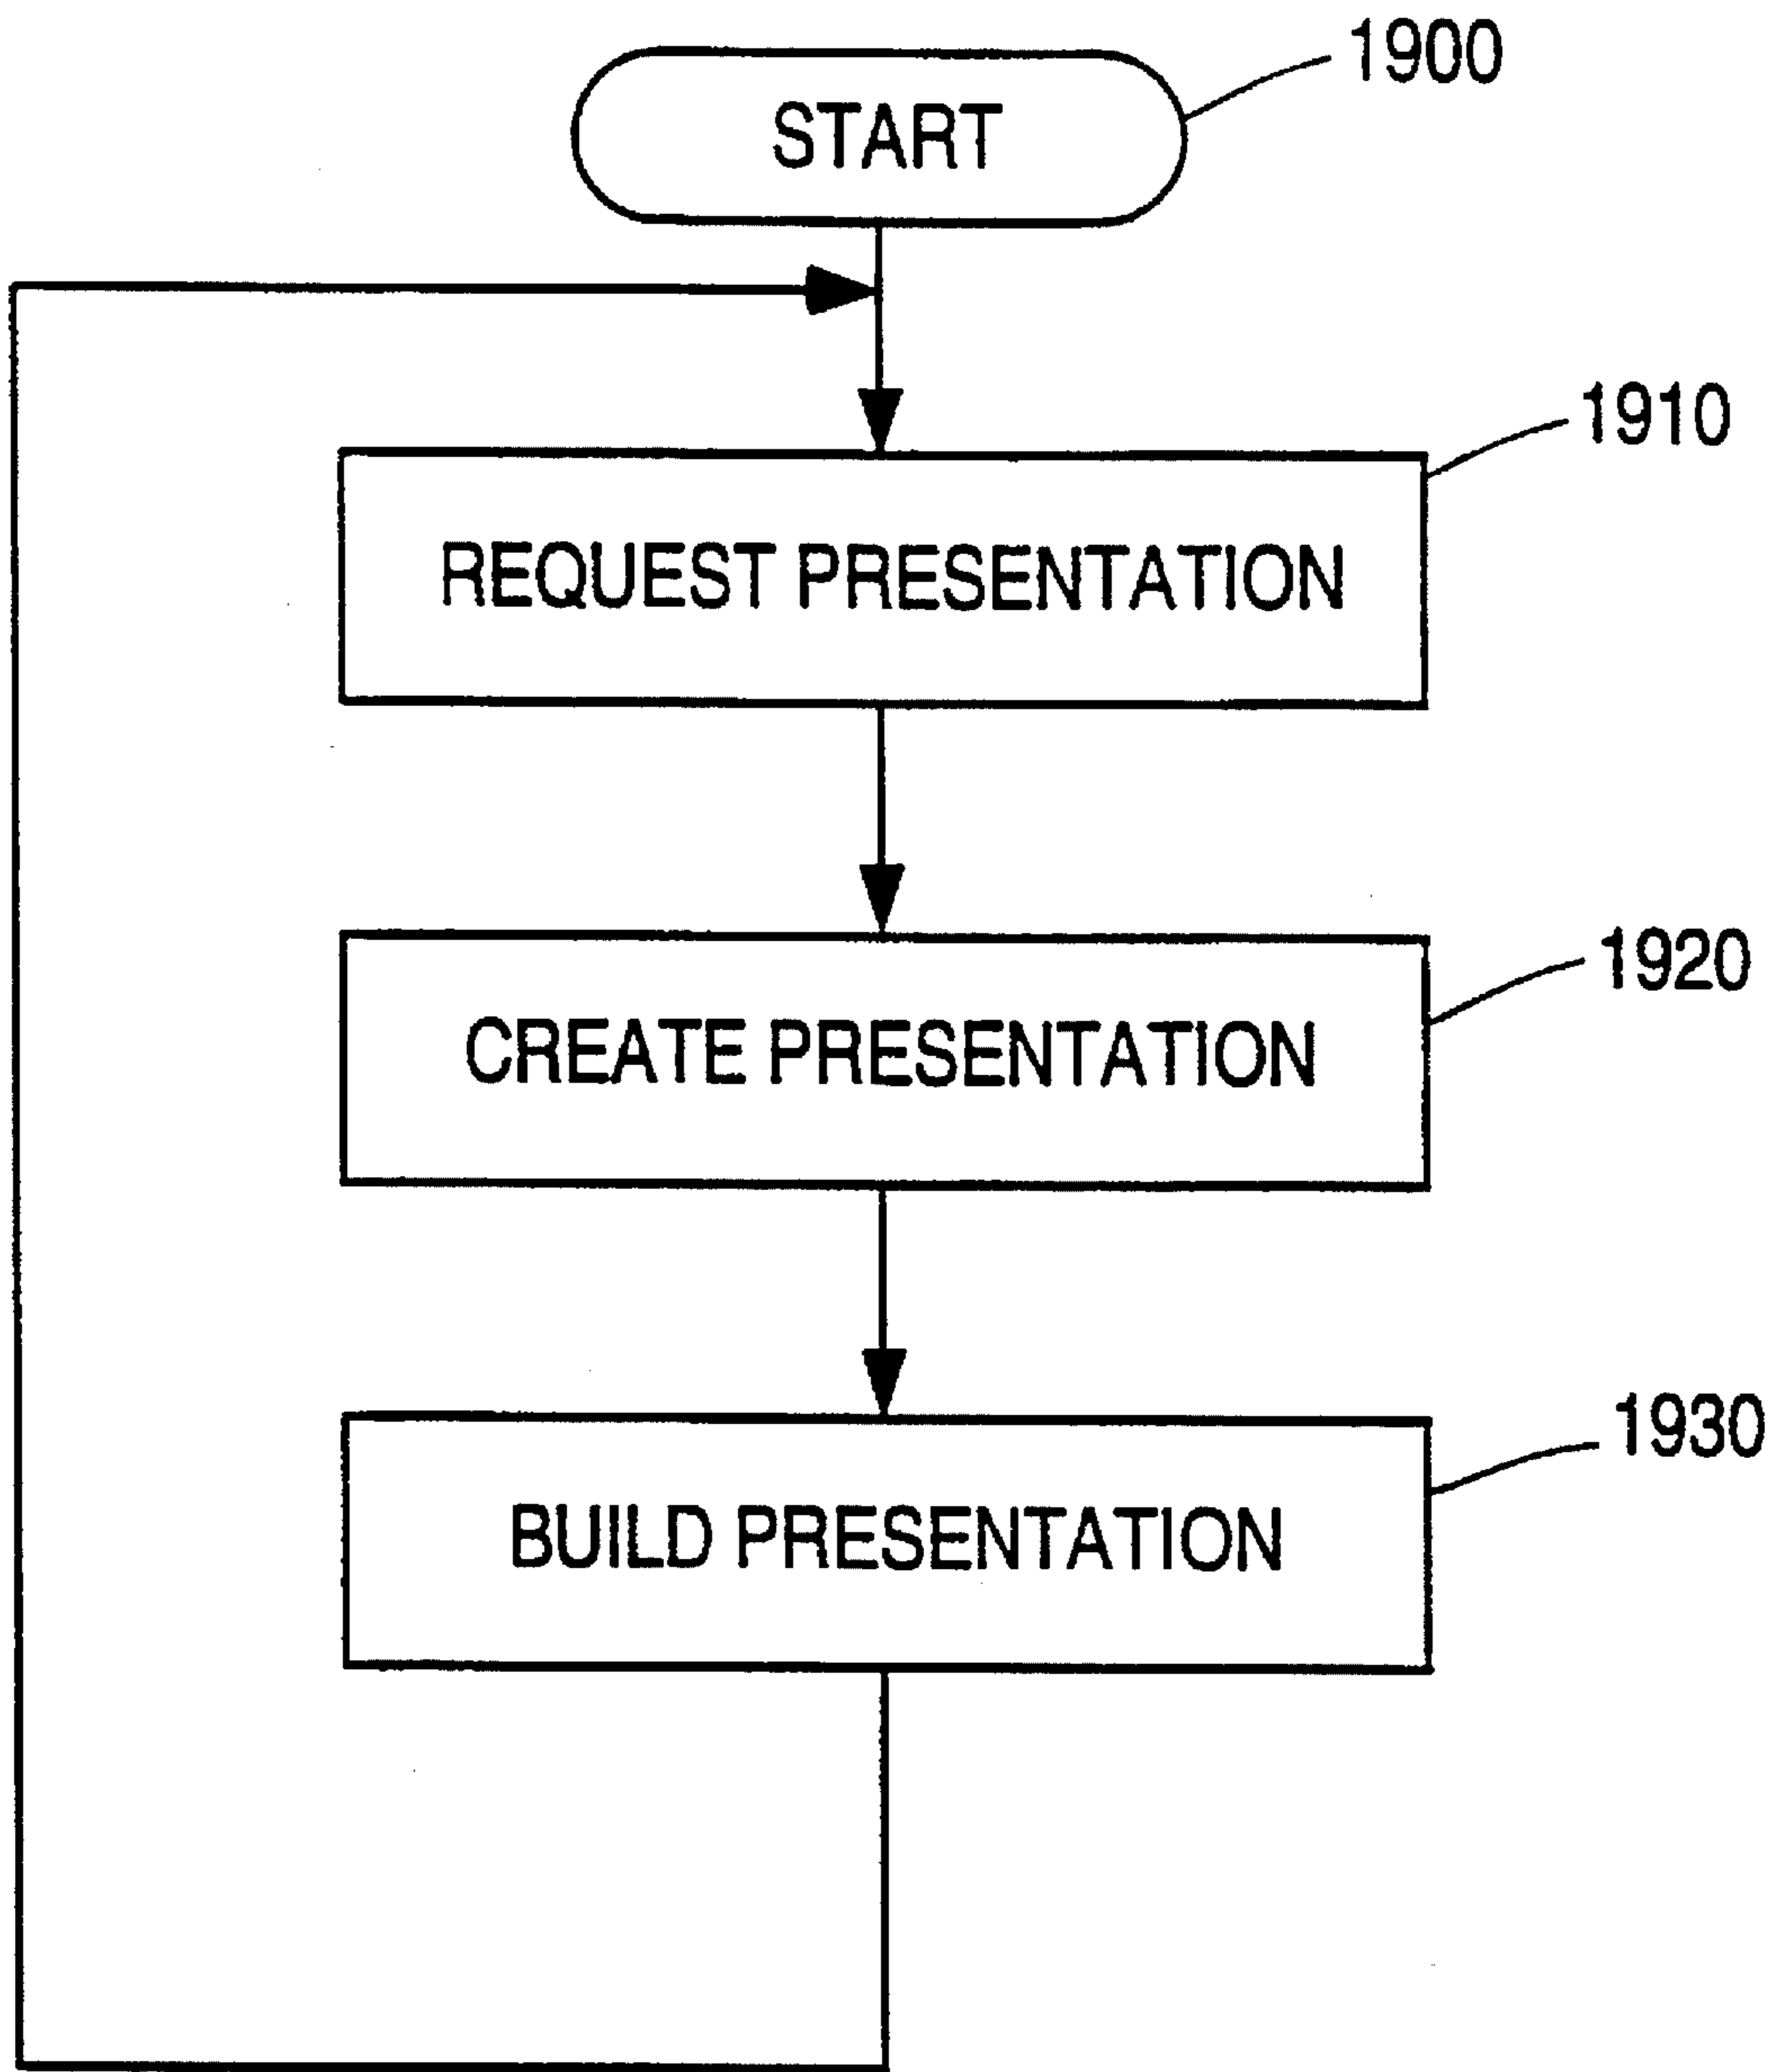 1900
START
1910
REQUEST PRESENTATION
1920
CREATE PRESENTATION
1930
BUILD PRESENTATION